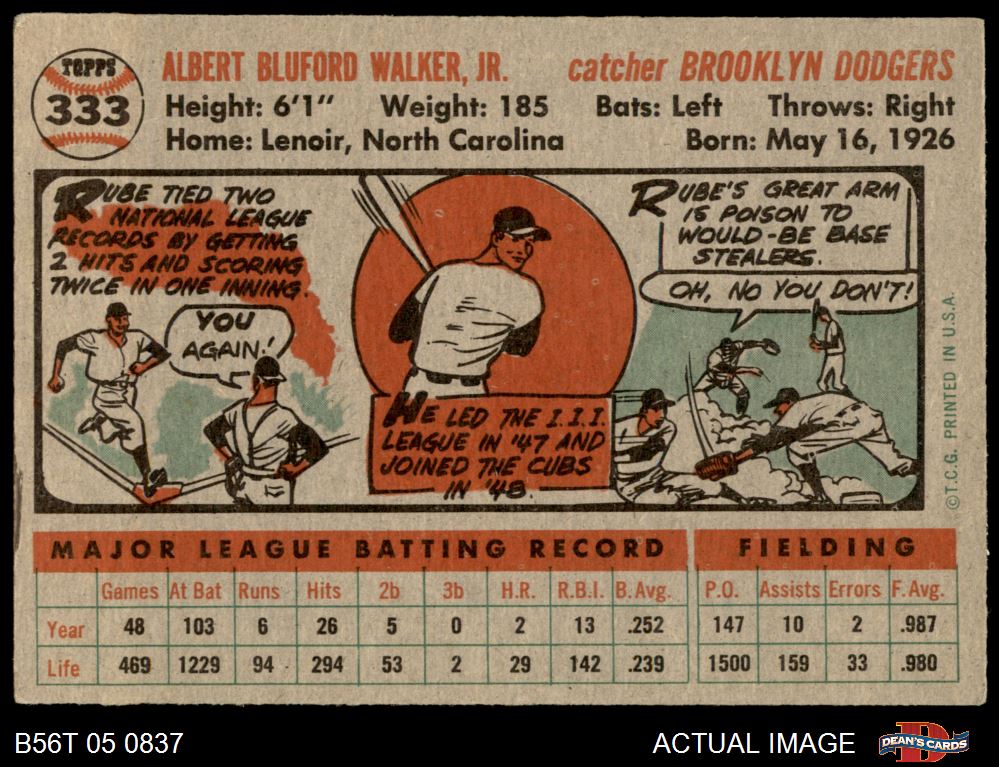 TOPPS
333
ALBERT BLUFORD WALKER, JR. catcher BROOKLYN DODGERS
Height: 6'1" Weight: 185 Bats: Left Throws: Right
Home: Lenoir, North Carolina Born: May 16, 1926
RUBE TIED TWO
NATIONAL LEAGUE
RECORDS BY GETTING
2 HITS AND SCORING
TWICE IN ONE INNING.
YOU
AGAIN!
HE LED THE I.I.I.
LEAGUE IN '47 AND
JOINED THE CUBS
IN '48.
RUBE'S GREAT ARM
IS POISON TO
WOULD-BE BASE
STEALERS.
OH, NO YOU DON'T!
©T.C.G. PRINTED IN U.S.A.
MAJOR LEAGUE BATTING RECORD FIELDING
Games At Bat Runs Hits 2b 3b H.R. R.B.I. B. Avg. P.O. Assists Errors F. Avg.
Year 48 103 6 26 5 0 2 13 .252 147 10 2 .987
Life 469 1229 94 294 53 2 29 142 .239 1500 159 33 .980
B56T 05 0837 ACTUAL IMAGE DEAN'S CARDS